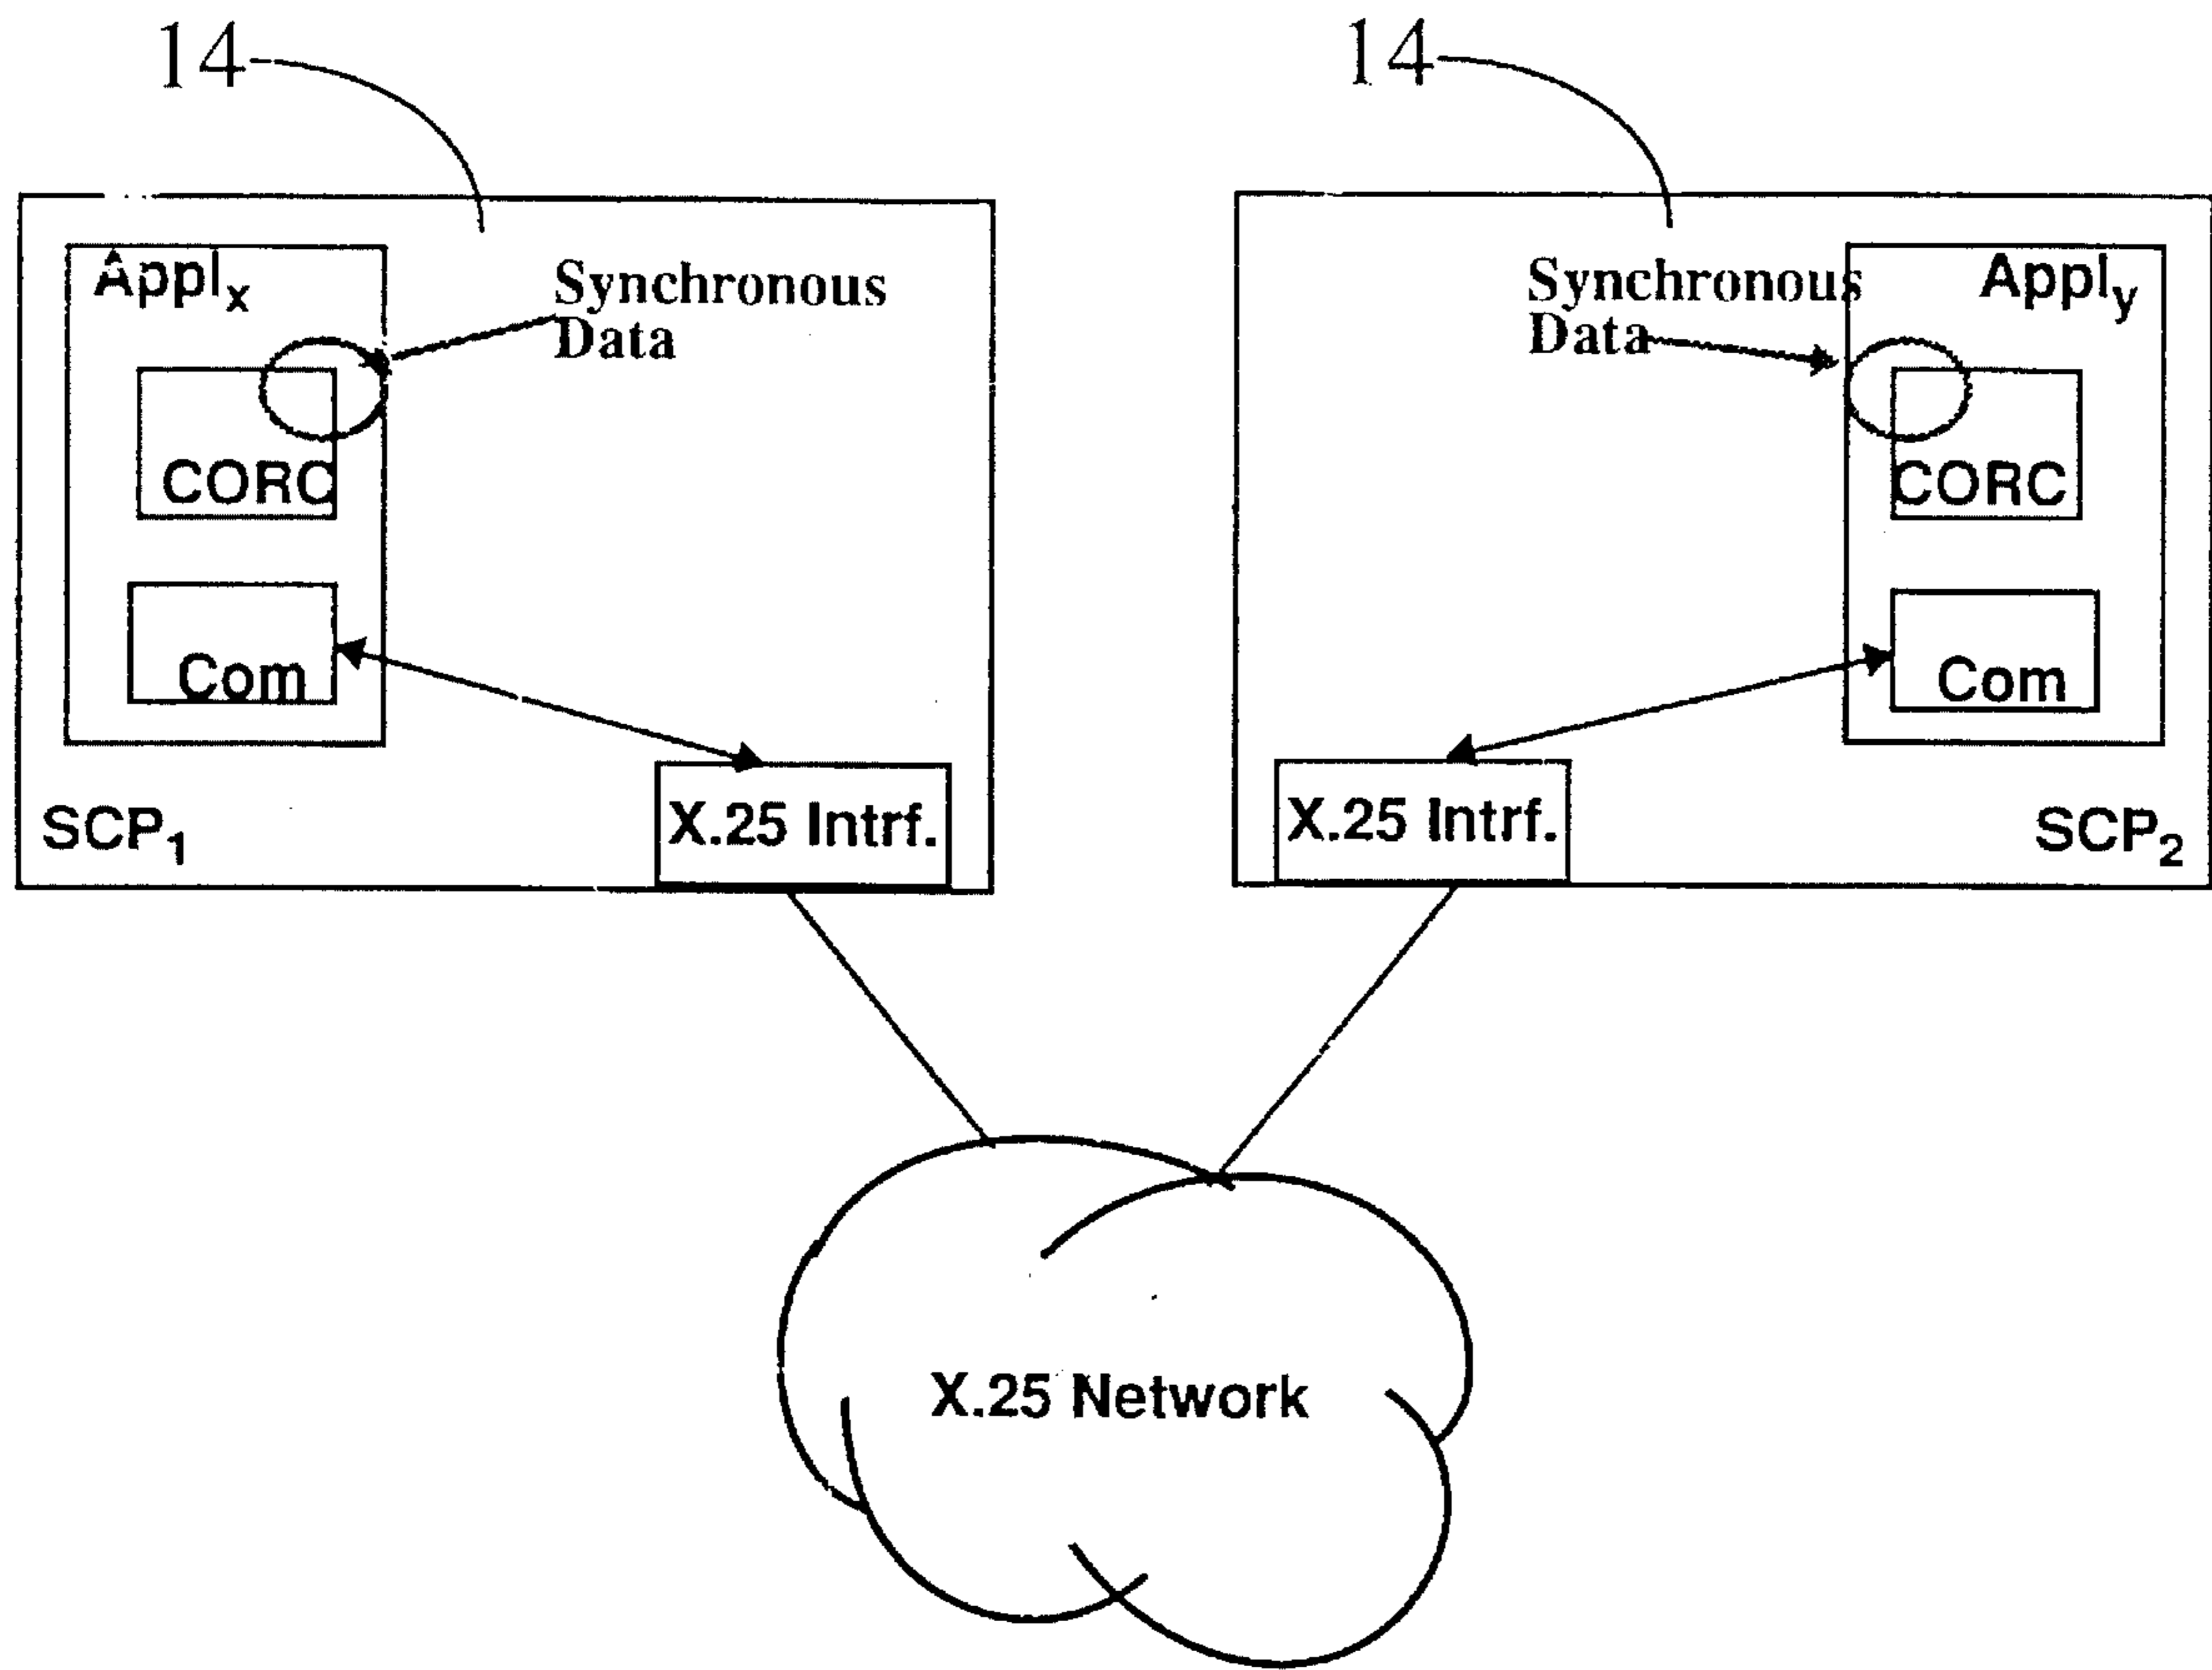 14
14
Applx
Synchronous
Data
CORC
Com
SCP1
X.25 Intrf.
Synchronous
Data
Apply
CORC
Com
X.25 Intrf.
SCP2
X.25 Network